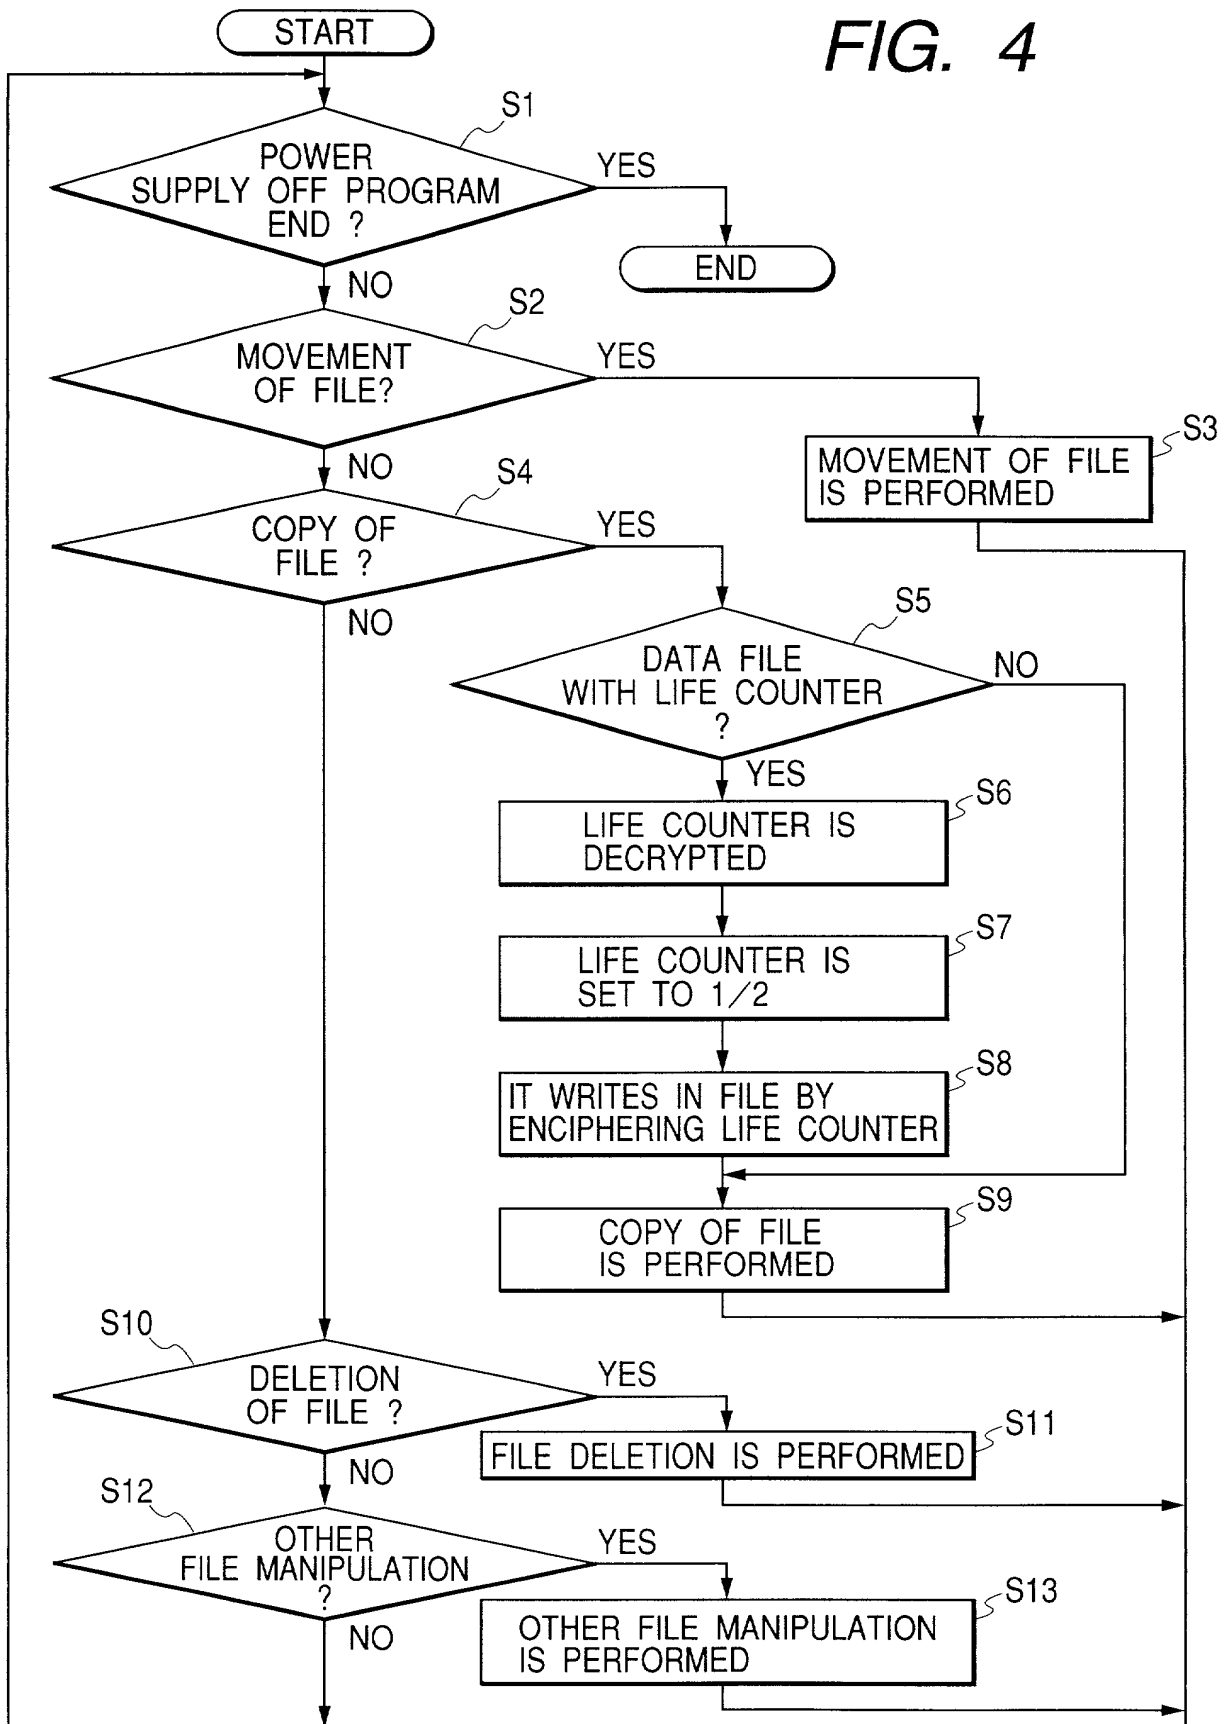 START
FIG. 4
S1
POWER
SUPPLY OFF PROGRAM
END ?
YES
END
NO
S2
MOVEMENT
OF FILE?
YES
S3
MOVEMENT OF FILE
IS PERFORMED
NO
S4
COPY OF
FILE ?
YES
NO
S5
DATA FILE
WITH LIFE COUNTER
?
NO
YES
S6
LIFE COUNTER IS
DECRYPTED
S7
LIFE COUNTER IS
SET TO 1/2
S8
IT WRITES IN FILE BY
ENCIPHERING LIFE COUNTER
S9
COPY OF FILE
IS PERFORMED
S10
DELETION
OF FILE ?
YES
S11
FILE DELETION IS PERFORMED
NO
S12
OTHER
FILE MANIPULATION
?
YES
S13
OTHER FILE MANIPULATION
IS PERFORMED
NO